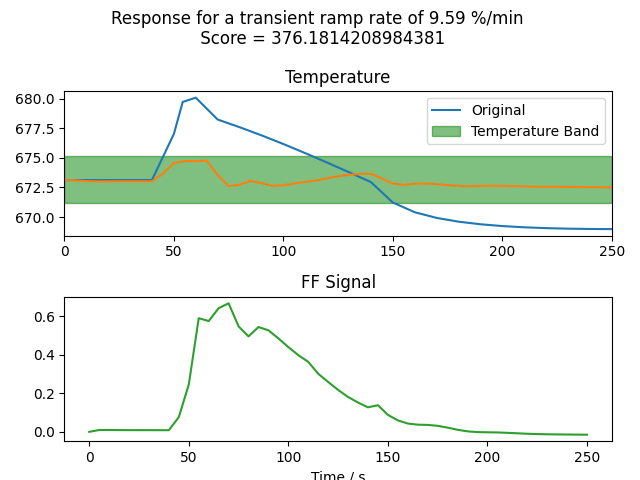 Response for a transient ramp rate of 9.59 %/min
Score = 376.1814208984381
Temperature
680.0
677.5
675.0
672.5
670.0
Original
Temperature Band
0 50 100 150 200 250
FF Signal
0.6
0.4
0.2
0.0
0 50 100 150 200 250
Time / s